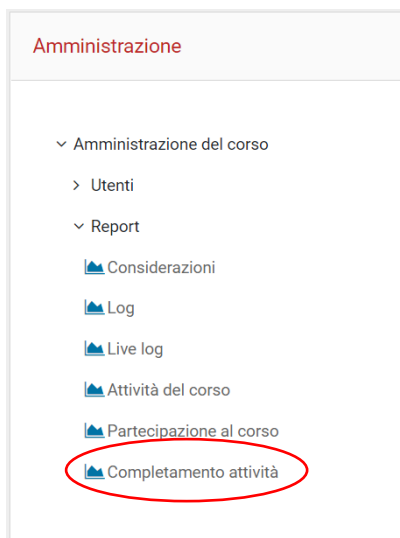 Amministrazione
Amministrazione del corso
Utenti
Report
Considerazioni
Log
Live log
Attività del corso
Partecipazione al corso
Completamento attività